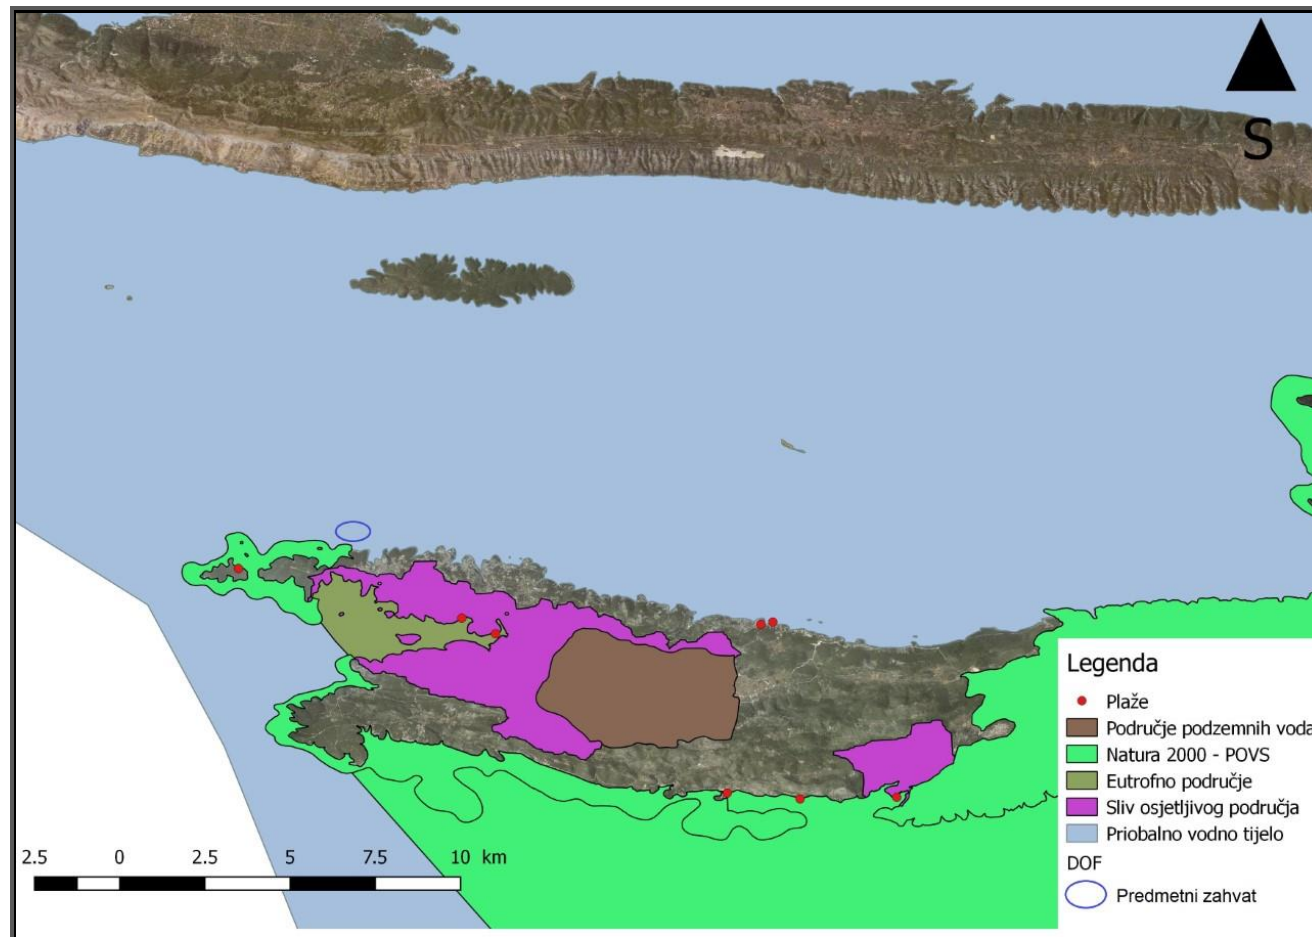 S
Legenda
Plaže
Područje podzemnih voda
Natura 2000 - POVS
Eutrofno područje
Sliv osjetljivog područja
Priobalno vodno tijelo
DOF
Predmetni zahvat
2.5 0 2.5 5 7.5 10 km